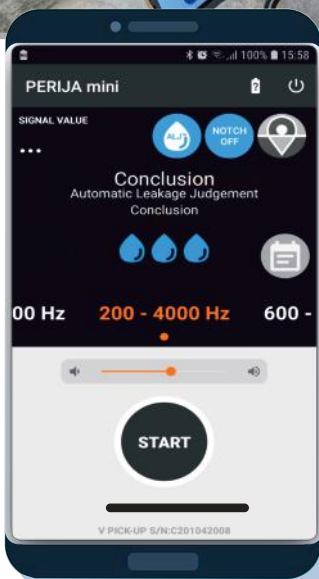 100% 15:58
PERIJA mini
SIGNAL VALUE
...
ALJ
NOTCH
OFF
Conclusion
Automatic Leakage Judgement
Conclusion
00 Hz 200 - 4000 Hz 600 -
START
V PICK-UP S/N:C201042008